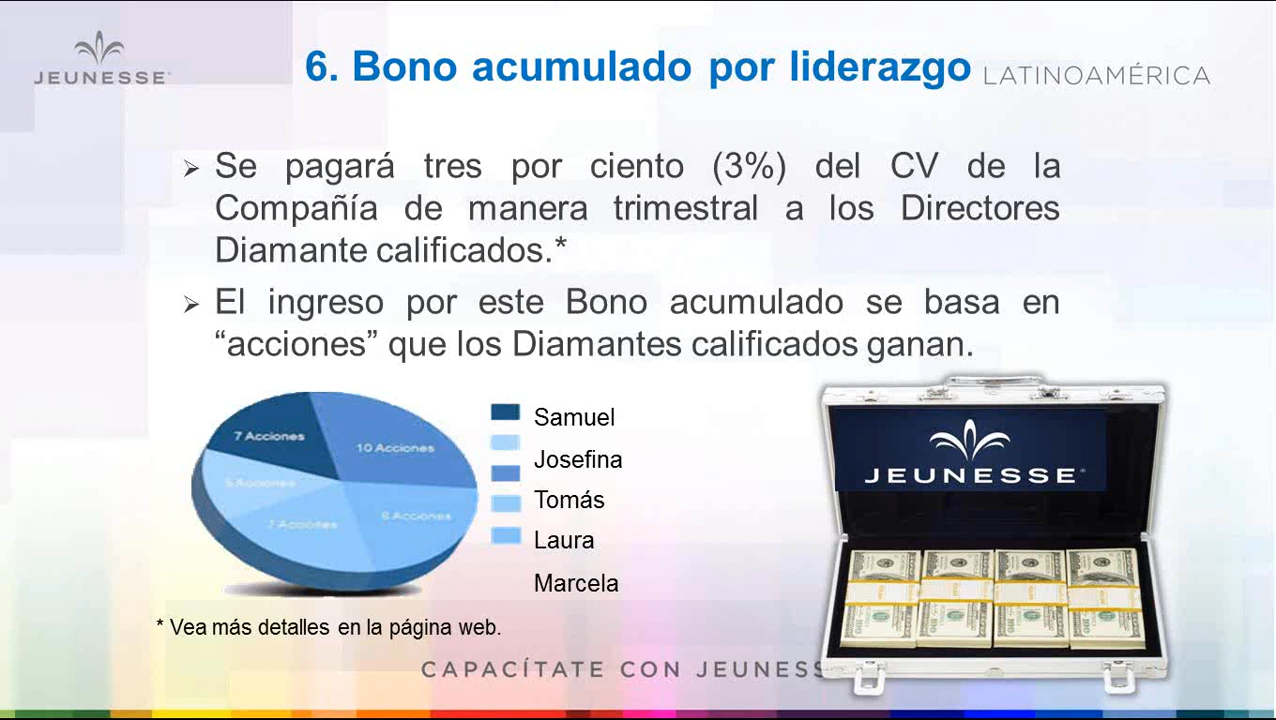 JEUNESSE
6. Bono acumulado por liderazgo
LATINOAMÉRICA
➢ Se pagará tres por ciento (3%) del CV de la
Compañía de manera trimestral a los Directores
Diamante calificados.*
➢ El ingreso por este Bono acumulado se basa en
“acciones” que los Diamantes calificados ganan.
7 Acciones
10 Acciones
5 Acciones
7 Acciones
Acciones
Samuel
Josefina
Tomás
Laura
Marcela
JEUNESSE
* Vea más detalles en la página web.
CAPACÍTATE CON JEUNESS